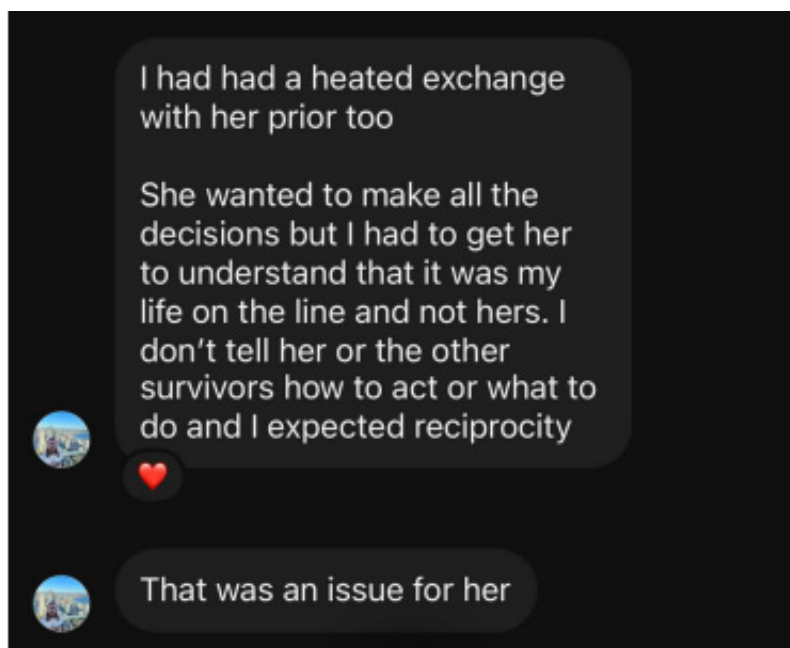 I had had a heated exchange
with her prior too
She wanted to make all the
decisions but I had to get her
to understand that it was my
life on the line and not hers. I
don't tell her or the other
survivors how to act or what to
do and I expected reciprocity
That was an issue for her